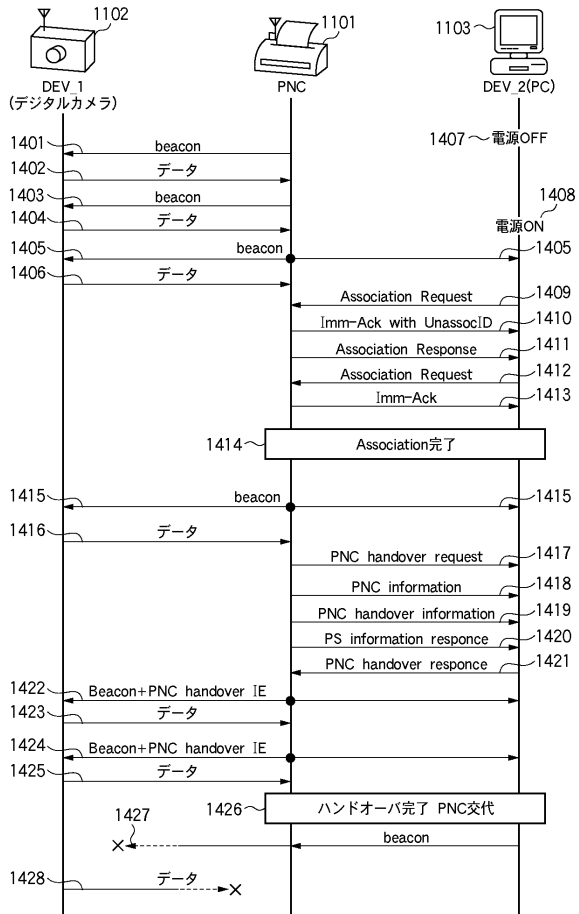 1102
1101
1103
DEV_1
(デジタルカメラ)
PNC
DEV_2(PC)
1401
beacon
1407
電源OFF
1402
データ
1403
beacon
1408
1404
データ
電源ON
1405
beacon
1405
1406
データ
Association Request
1409
Imm-Ack with UnassocID
1410
Association Response
1411
Association Request
1412
Imm-Ack
1413
1414
Association完了
1415
beacon
1415
1416
データ
PNC handover request
1417
PNC information
1418
PNC handover information
1419
PS information responce
1420
PNC handover responce
1421
1422
Beacon+PNC handover IE
1423
データ
1424
Beacon+PNC handover IE
1425
データ
1426
ハンドオーバ完了 PNC交代
1427
beacon
1428
データ